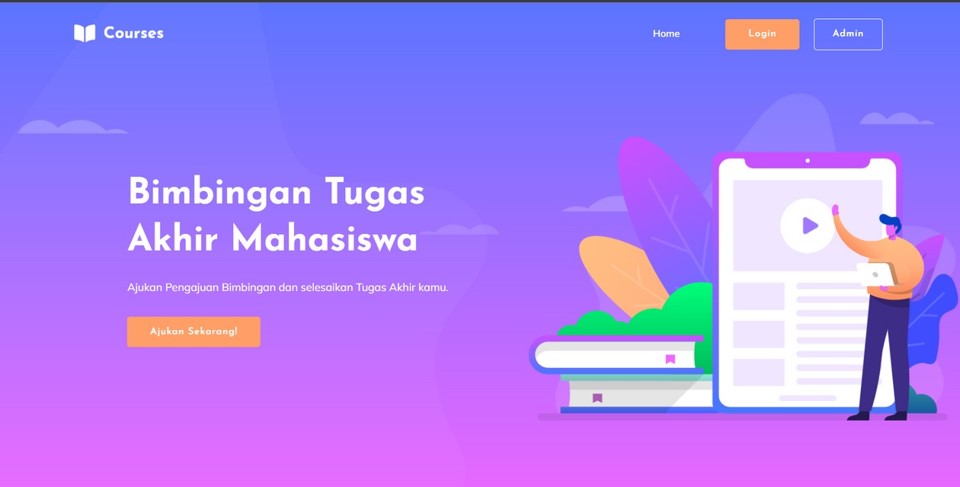 Courses
Home
Login
Admin
Bimbingan Tugas
Akhir Mahasiswa
Ajukan Pengajuan Bimbingan dan selesaikan Tugas Akhir kamu.
Ajukan Sekarang!